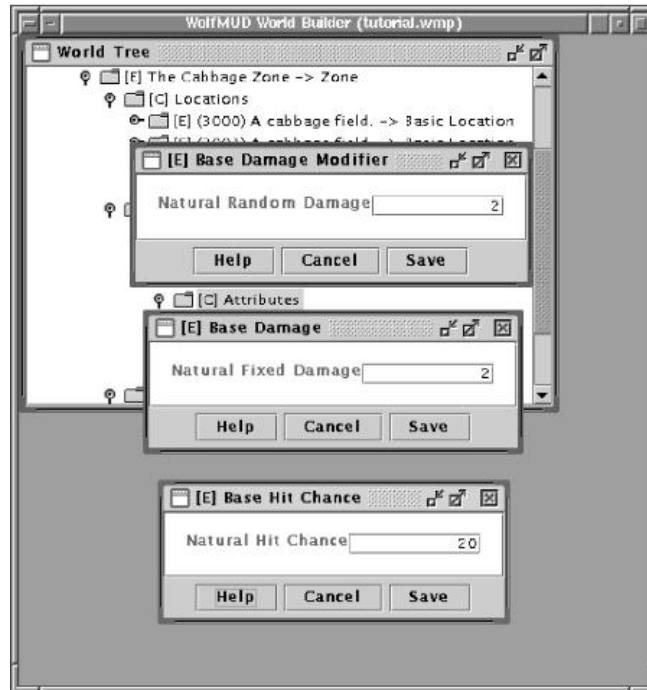 WolfMUD World Builder (tutorial.wmp)
World Tree
[E] The Cabbage Zone -> Zone
[C] Locations
[E] (3000) A cabbage field. -> Basic Location
[E] Base Damage Modifier
Natural Random Damage 2
Help Cancel Save
[C] Attributes
[E] Base Damage
Natural Fixed Damage 2
Help Cancel Save
[E] Base Hit Chance
Natural Hit Chance 20
Help Cancel Save